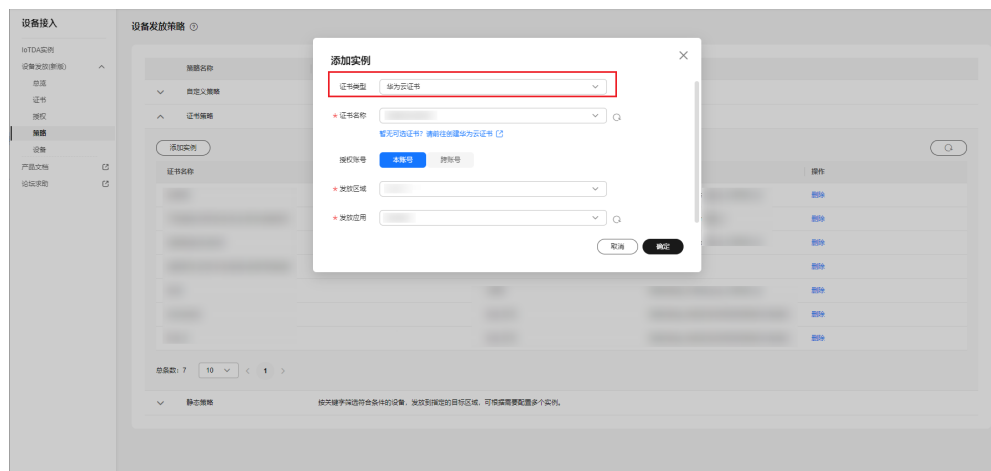 设备接入
IoTDA实例
设备发放(新版)
总览
证书
授权
策略
设备
产品文档
论坛求助
设备发放策略
策略名称
自定义策略
证书策略
添加实例
证书名称
操作
删除
删除
删除
删除
删除
删除
删除
总条数: 7
10
1
静态策略
按关键字筛选符合条件的设备，发放到指定的目标区域，可根据需要配置多个实例。
添加实例
证书类型
华为云证书
* 证书名称
暂无可选证书？请前往创建华为云证书
授权账号
本账号
跨账号
* 发放区域
* 发放应用
取消
确定